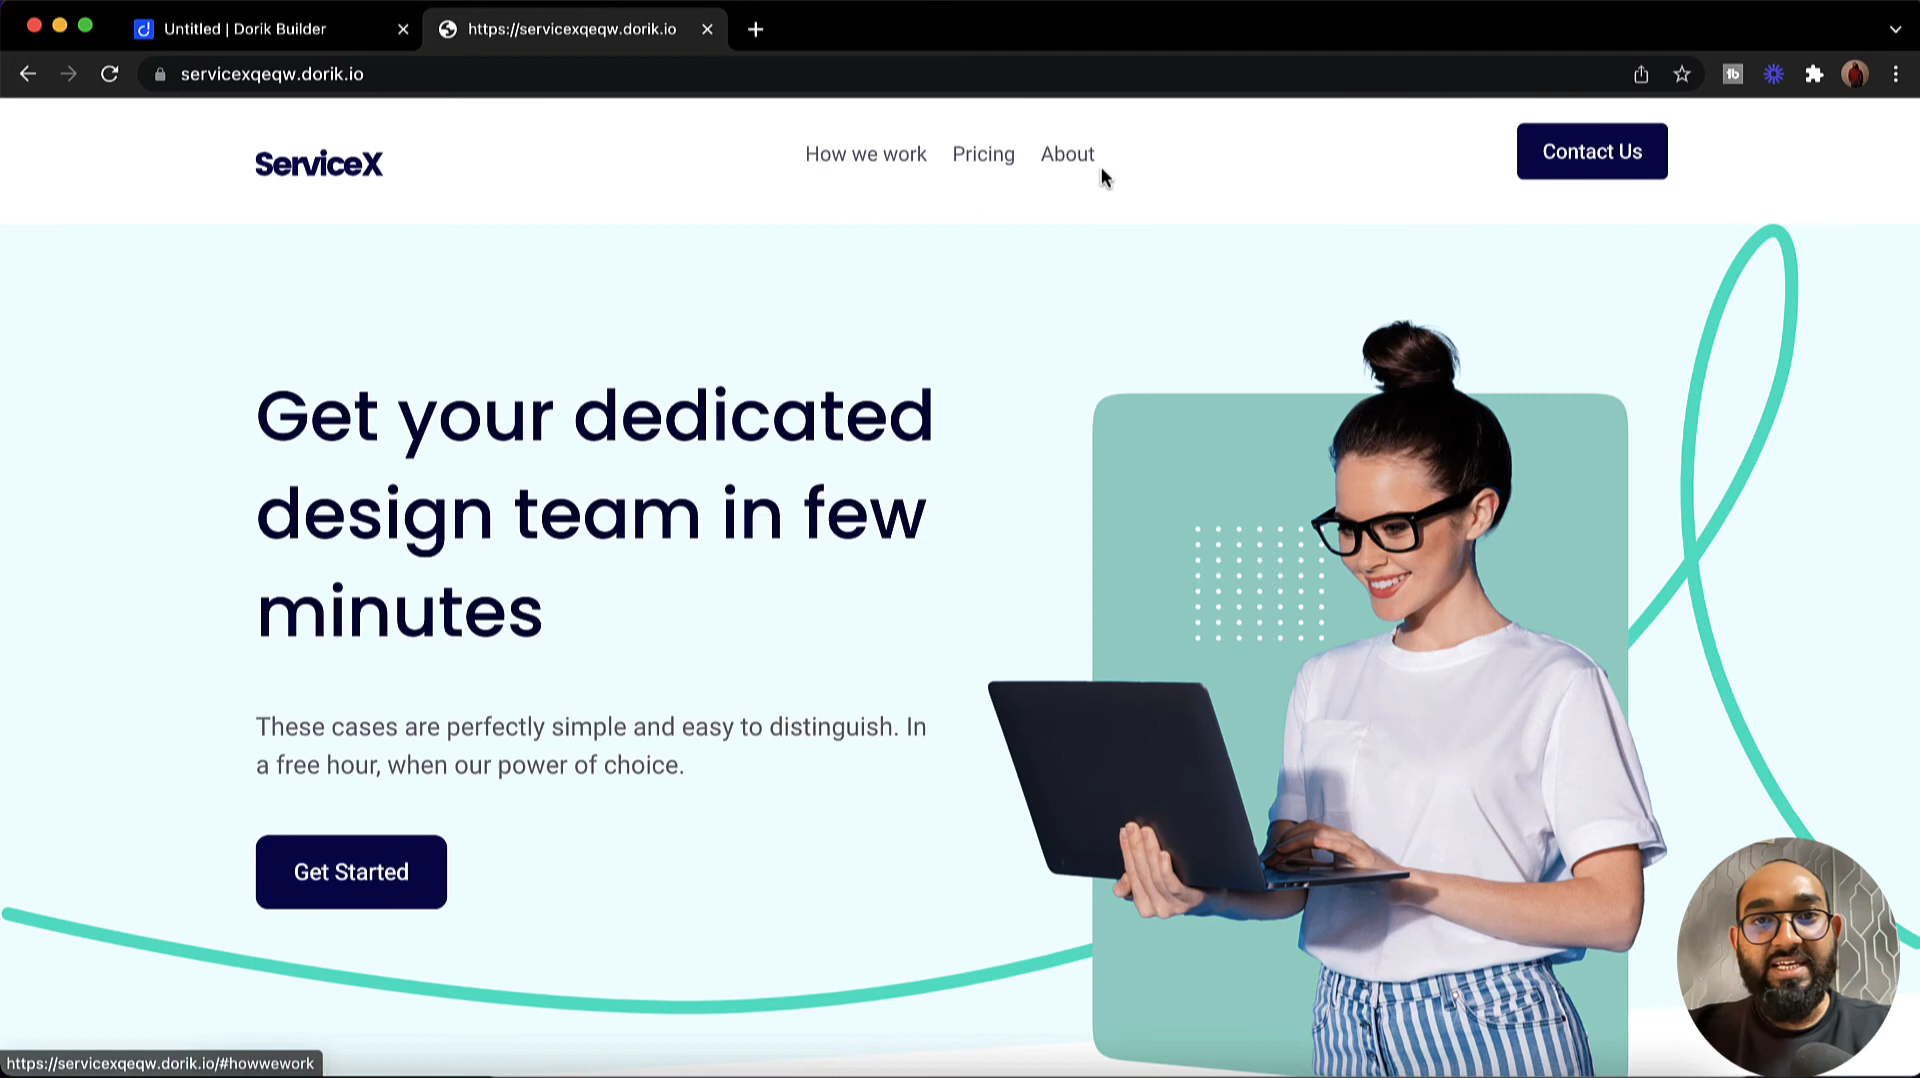 Untitled | Dorik Builder
https://servicexqeqw.dorik.io
servicexqeqw.dorik.io
ServiceX
How we work
Pricing
About
Contact Us
Get your dedicated
design team in few
minutes
These cases are perfectly simple and easy to distinguish. In
a free hour, when our power of choice.
Get Started
https://servicexqeqw.dorik.io/#howwework